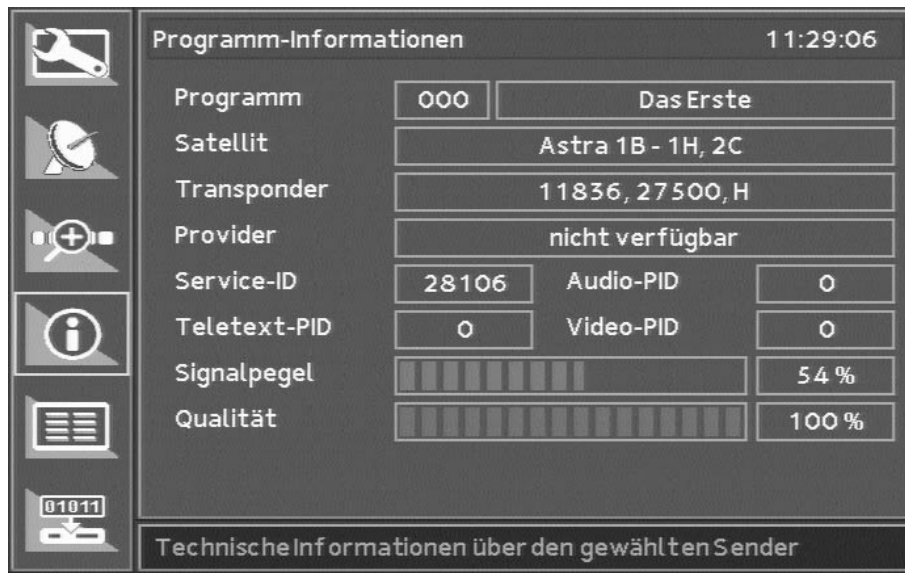 Programm-Informationen 11:29:06
Programm 000 Das Erste
Satellit Astra 1B - 1H, 2C
Transponder 11836, 27500, H
Provider nicht verfügbar
Service-ID 28106 Audio-PID 0
Teletext-PID 0 Video-PID 0
Signalpegel 54 %
Qualität 100 %
01011
Technische Informationen über den gewählten Sender